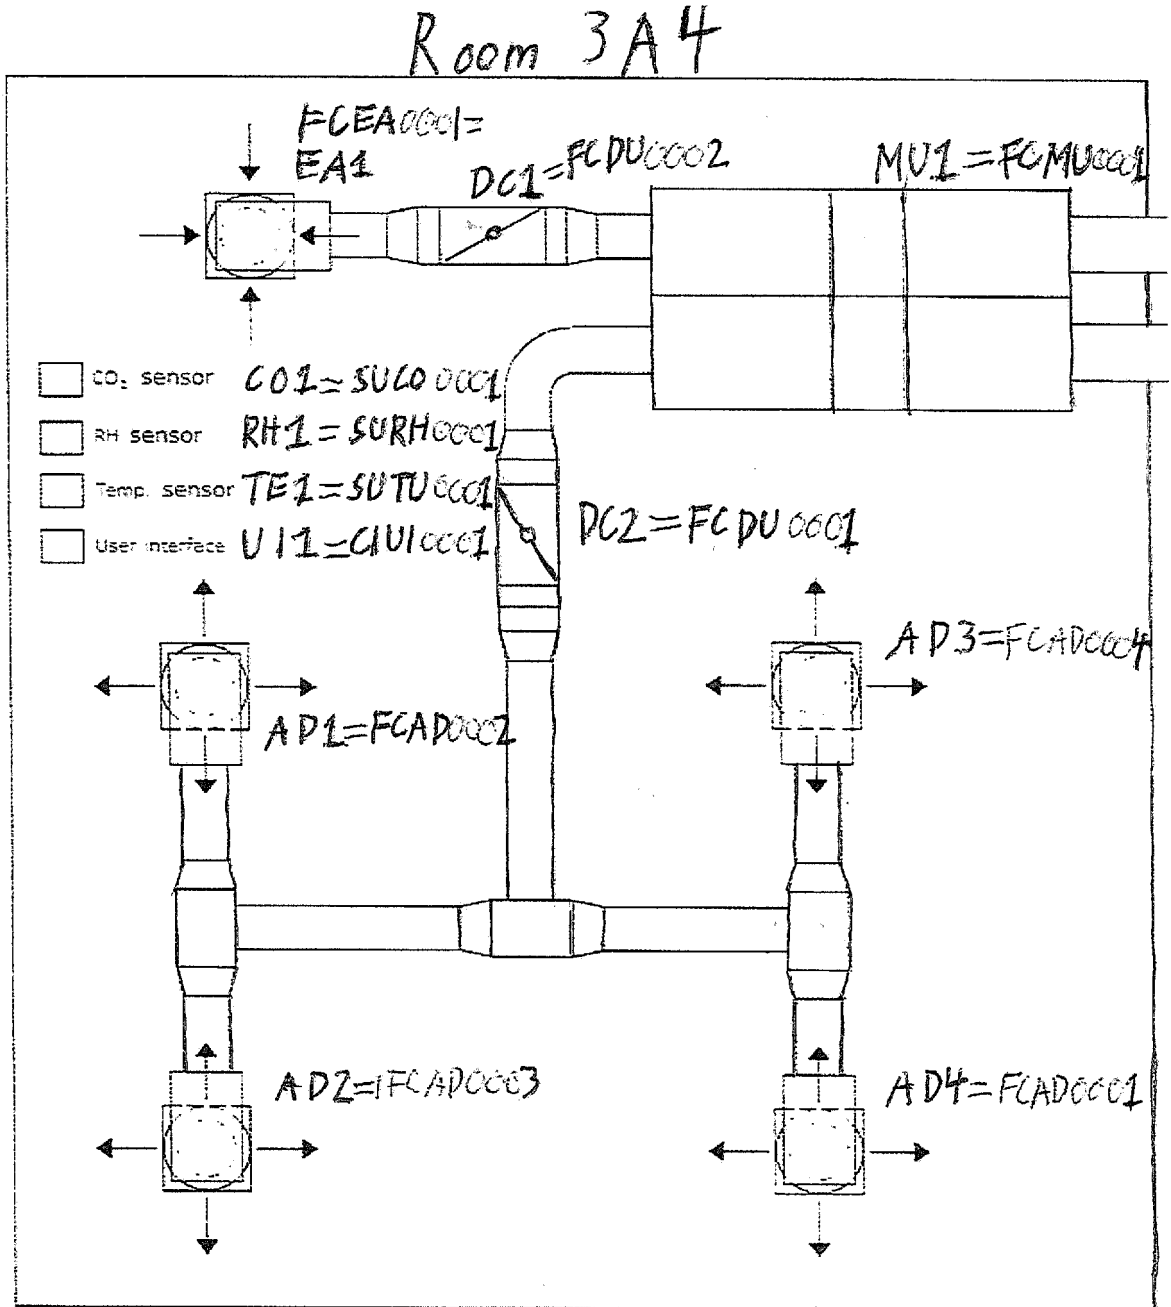 Room 3A4
FCEA0001=
EA1
DC1=FCDU0002
MU1=FCMU0001
CO₂ sensor CO1=SUCO0001
RH sensor RH1=SURH0001
Temp. sensor TE1=SUTU0001
User interface UI1=CIUI0001
DC2=FCDU0001
AD3=FCAD0004
AD1=FCAD0002
AD2=FCAD0003
AD4=FCAD0001